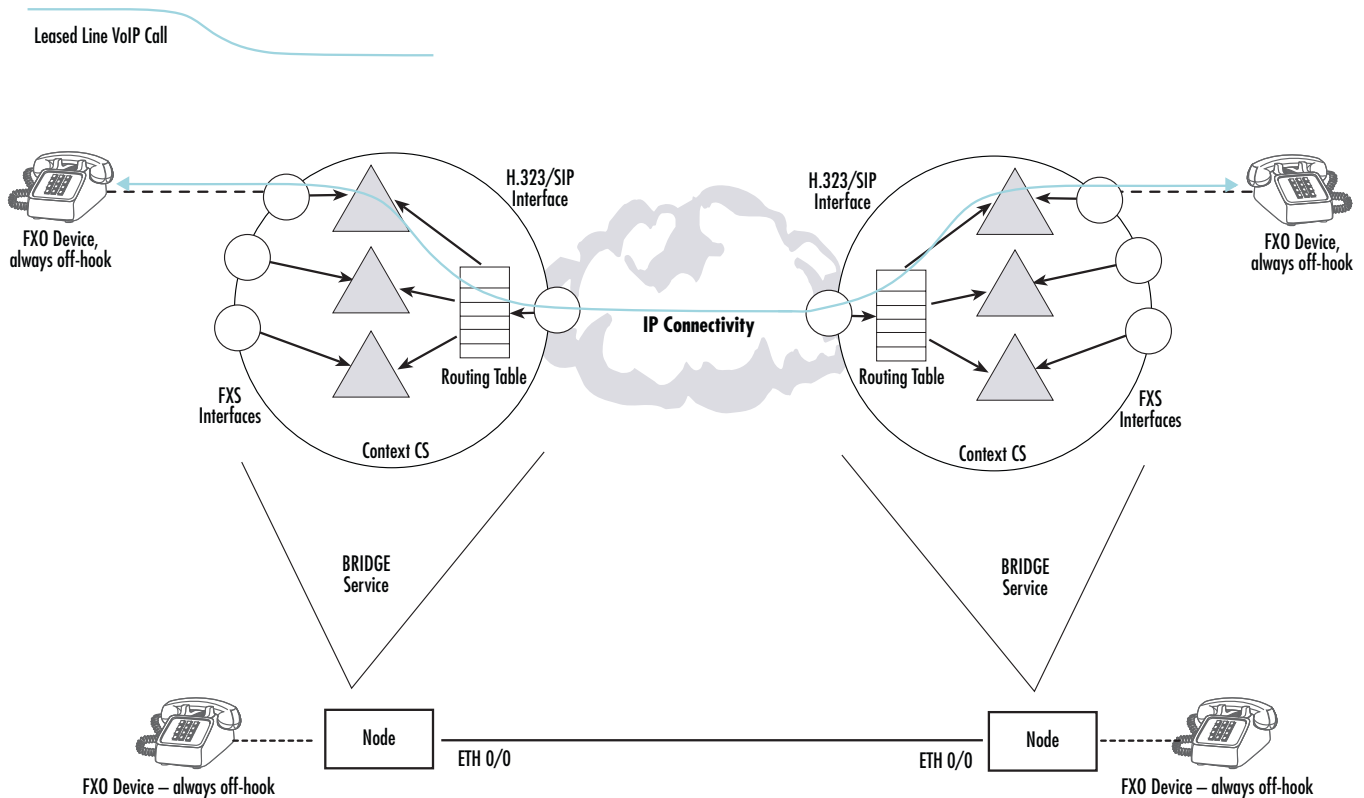 Leased Line VoIP Call
H.323/SIP
Interface
H.323/SIP
Interface
FXO Device,
always off-hook
FXO Device,
always off-hook
IP Connectivity
Routing Table
Routing Table
FXS
Interfaces
FXS
Interfaces
Context CS
Context CS
BRIDGE
Service
BRIDGE
Service
Node
Node
ETH 0/0
ETH 0/0
FXO Device – always off-hook
FXO Device – always off-hook